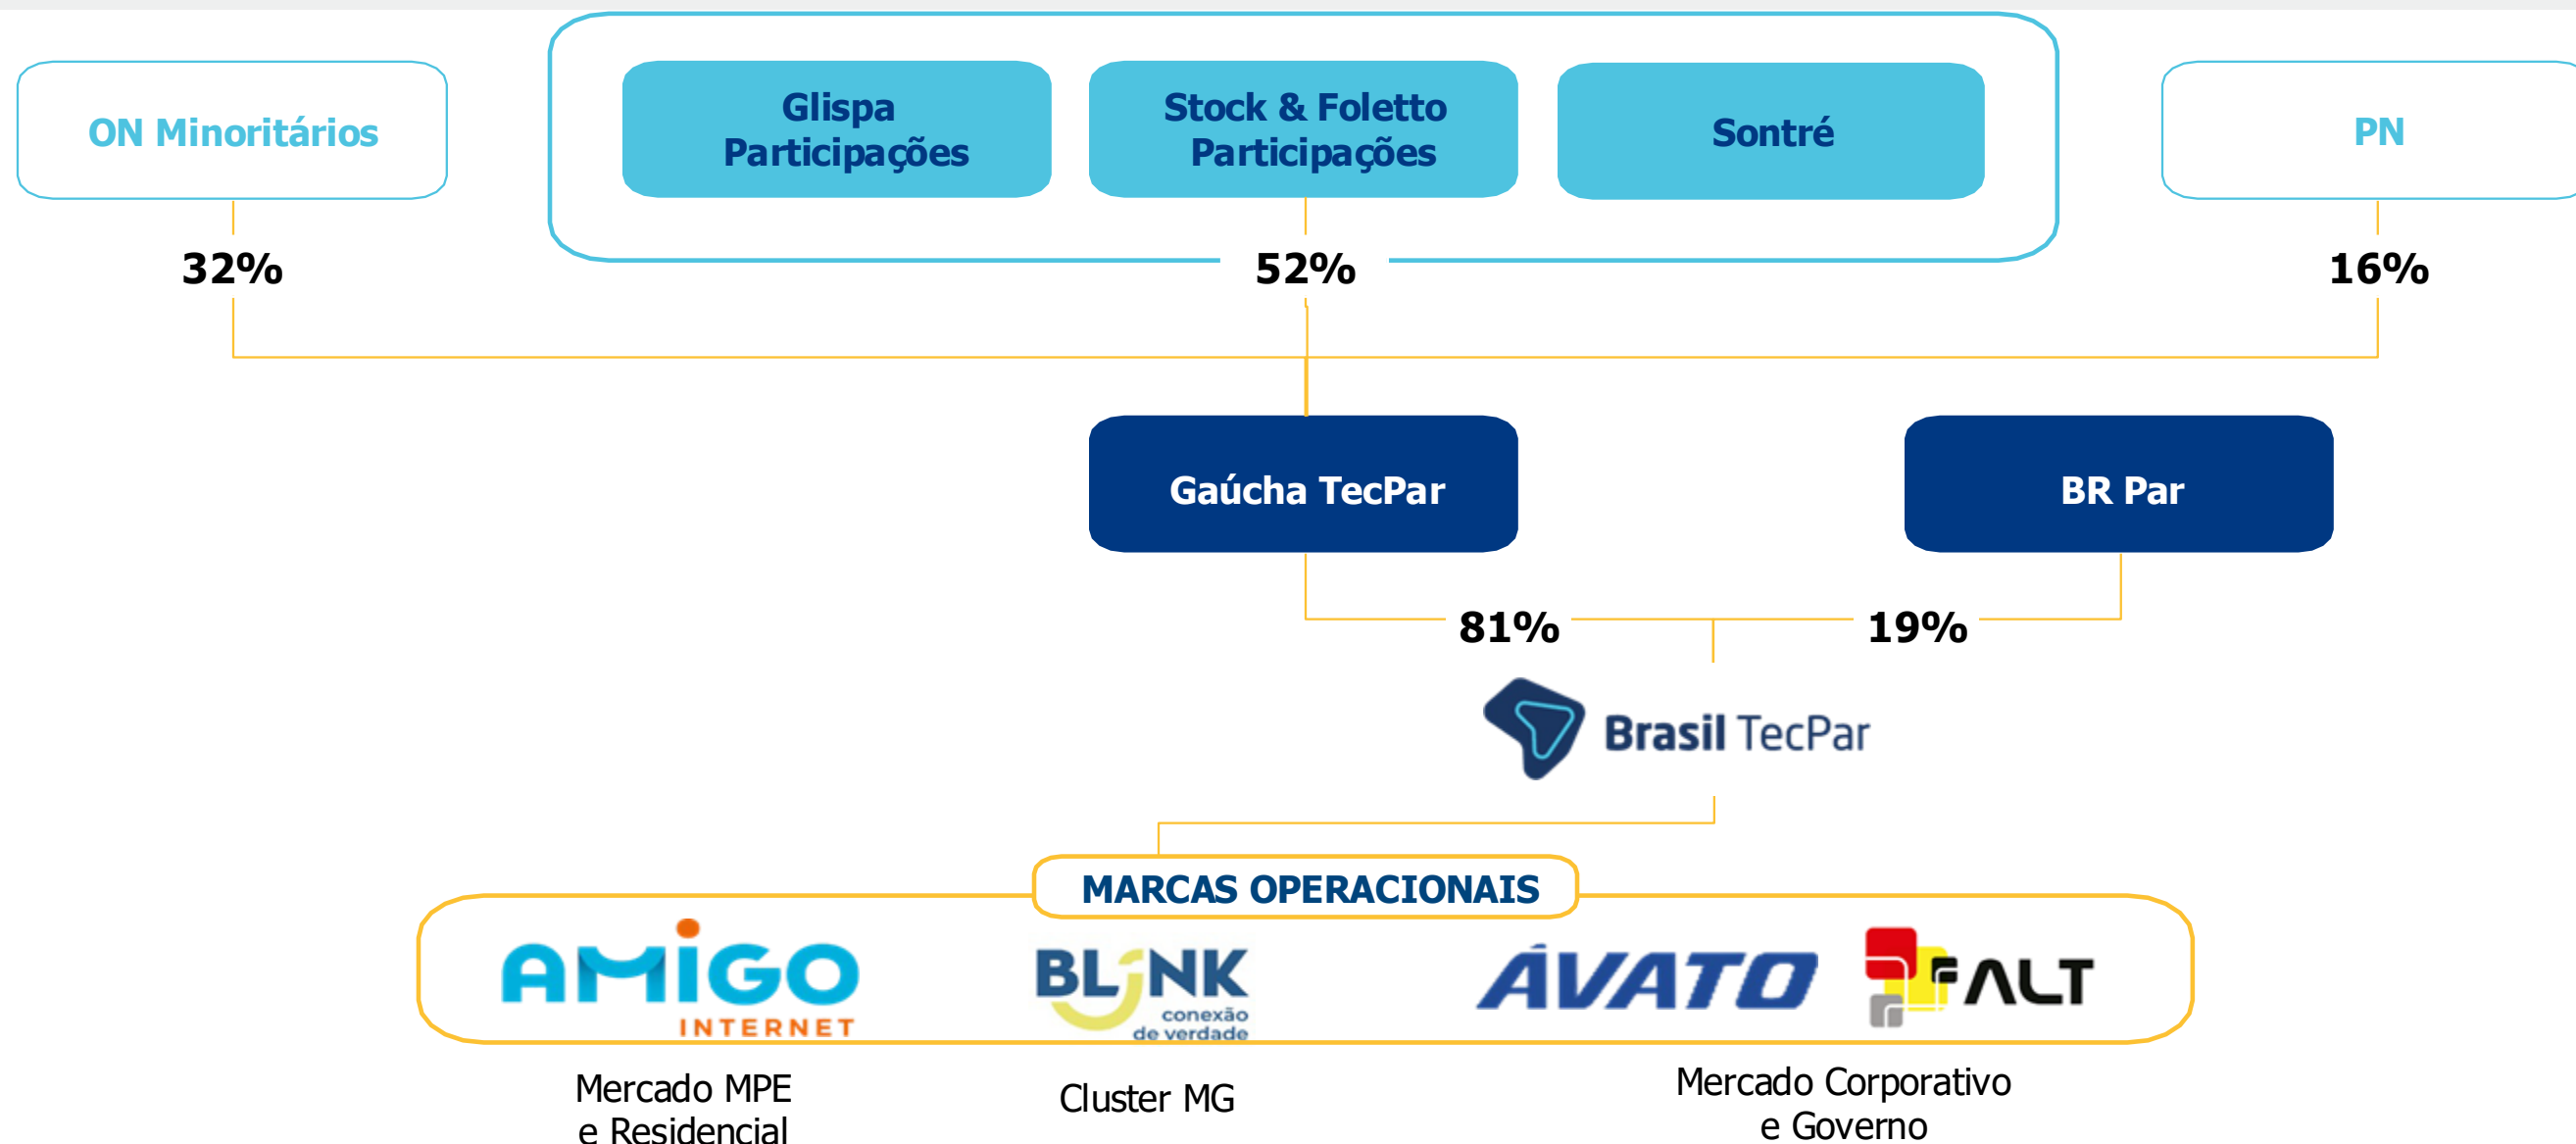 ON Minoritários
Glispa
Participações
Stock & Foletto
Participações
Sontré
PN
32%
52%
16%
Gaúcha TecPar
BR Par
81%
19%
Brasil TecPar
MARCAS OPERACIONAIS
AMIGO
INTERNET
BLINK
conexão
de verdade
ÁVATO
FALT
Mercado MPE
e Residencial
Cluster MG
Mercado Corporativo
e Governo